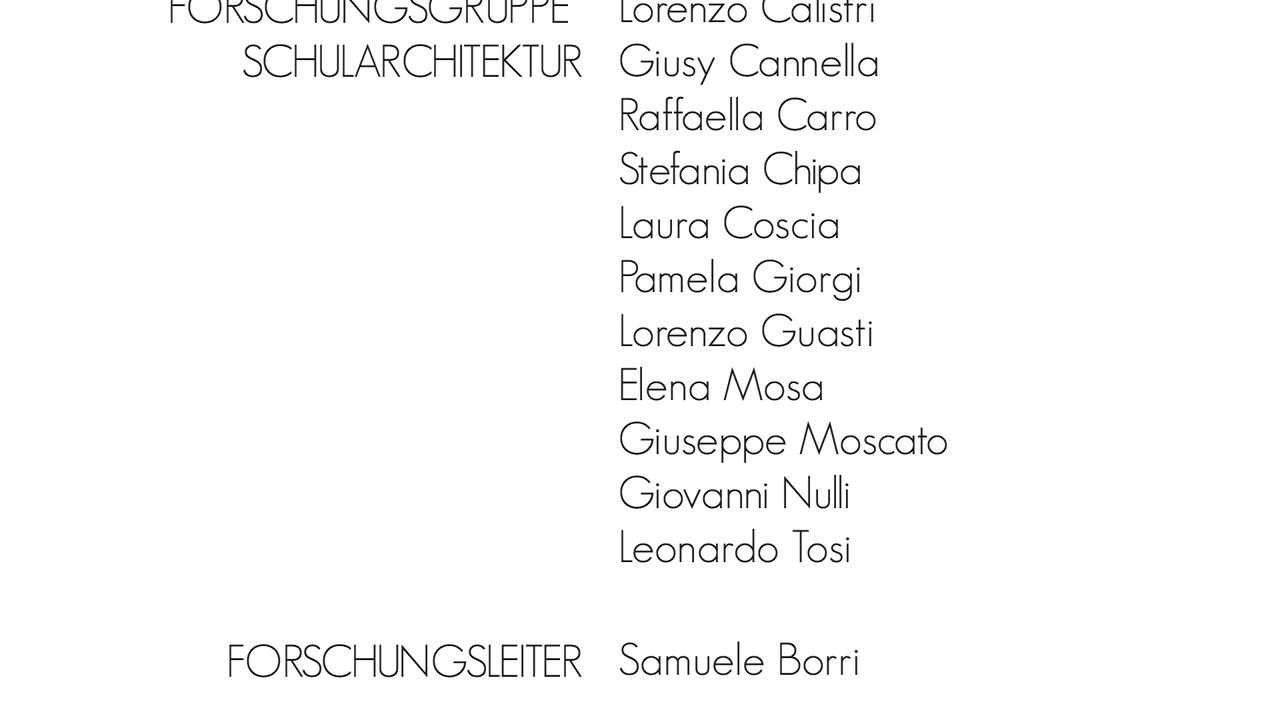 FORSCHUNGSGRUPPE Lorenzo Calistri
SCHULARCHITEKTUR Giusy Cannella
Raffaella Carro
Stefania Chipa
Laura Coscia
Pamela Giorgi
Lorenzo Guasti
Elena Mosa
Giuseppe Moscato
Giovanni Nulli
Leonardo Tosi
FORSCHUNGSLEITER Samuele Borri